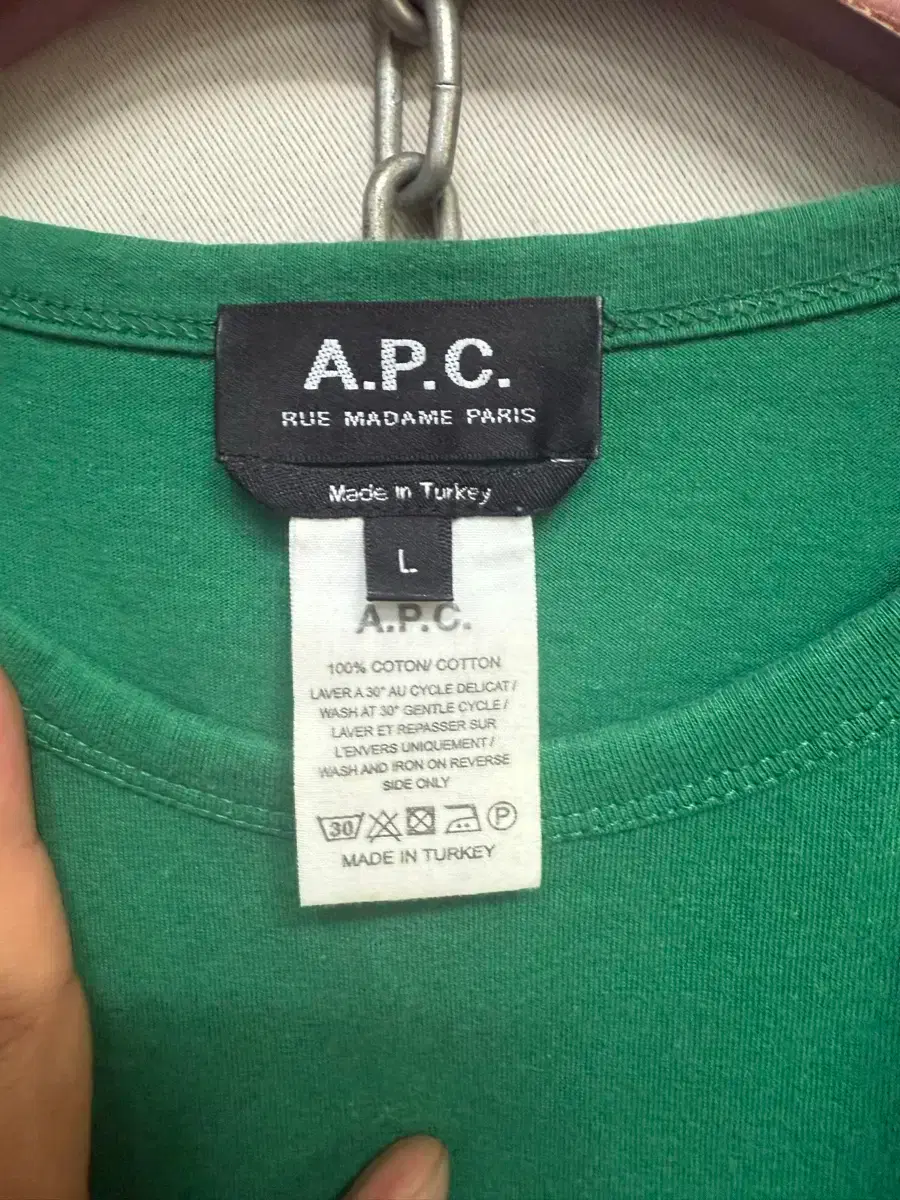 A.P.C.
RUE MADAME PARIS
Made in Turkey
L
A.P.C.
100% COTON/ COTTON
LAVER A 30° AU CYCLE DELICAT /
WASH AT 30° GENTLE CYCLE /
LAVER ET REPASSER SUR
L'ENVERS UNIQUEMENT /
WASH AND IRON ON REVERSE
SIDE ONLY
30 P
MADE IN TURKEY